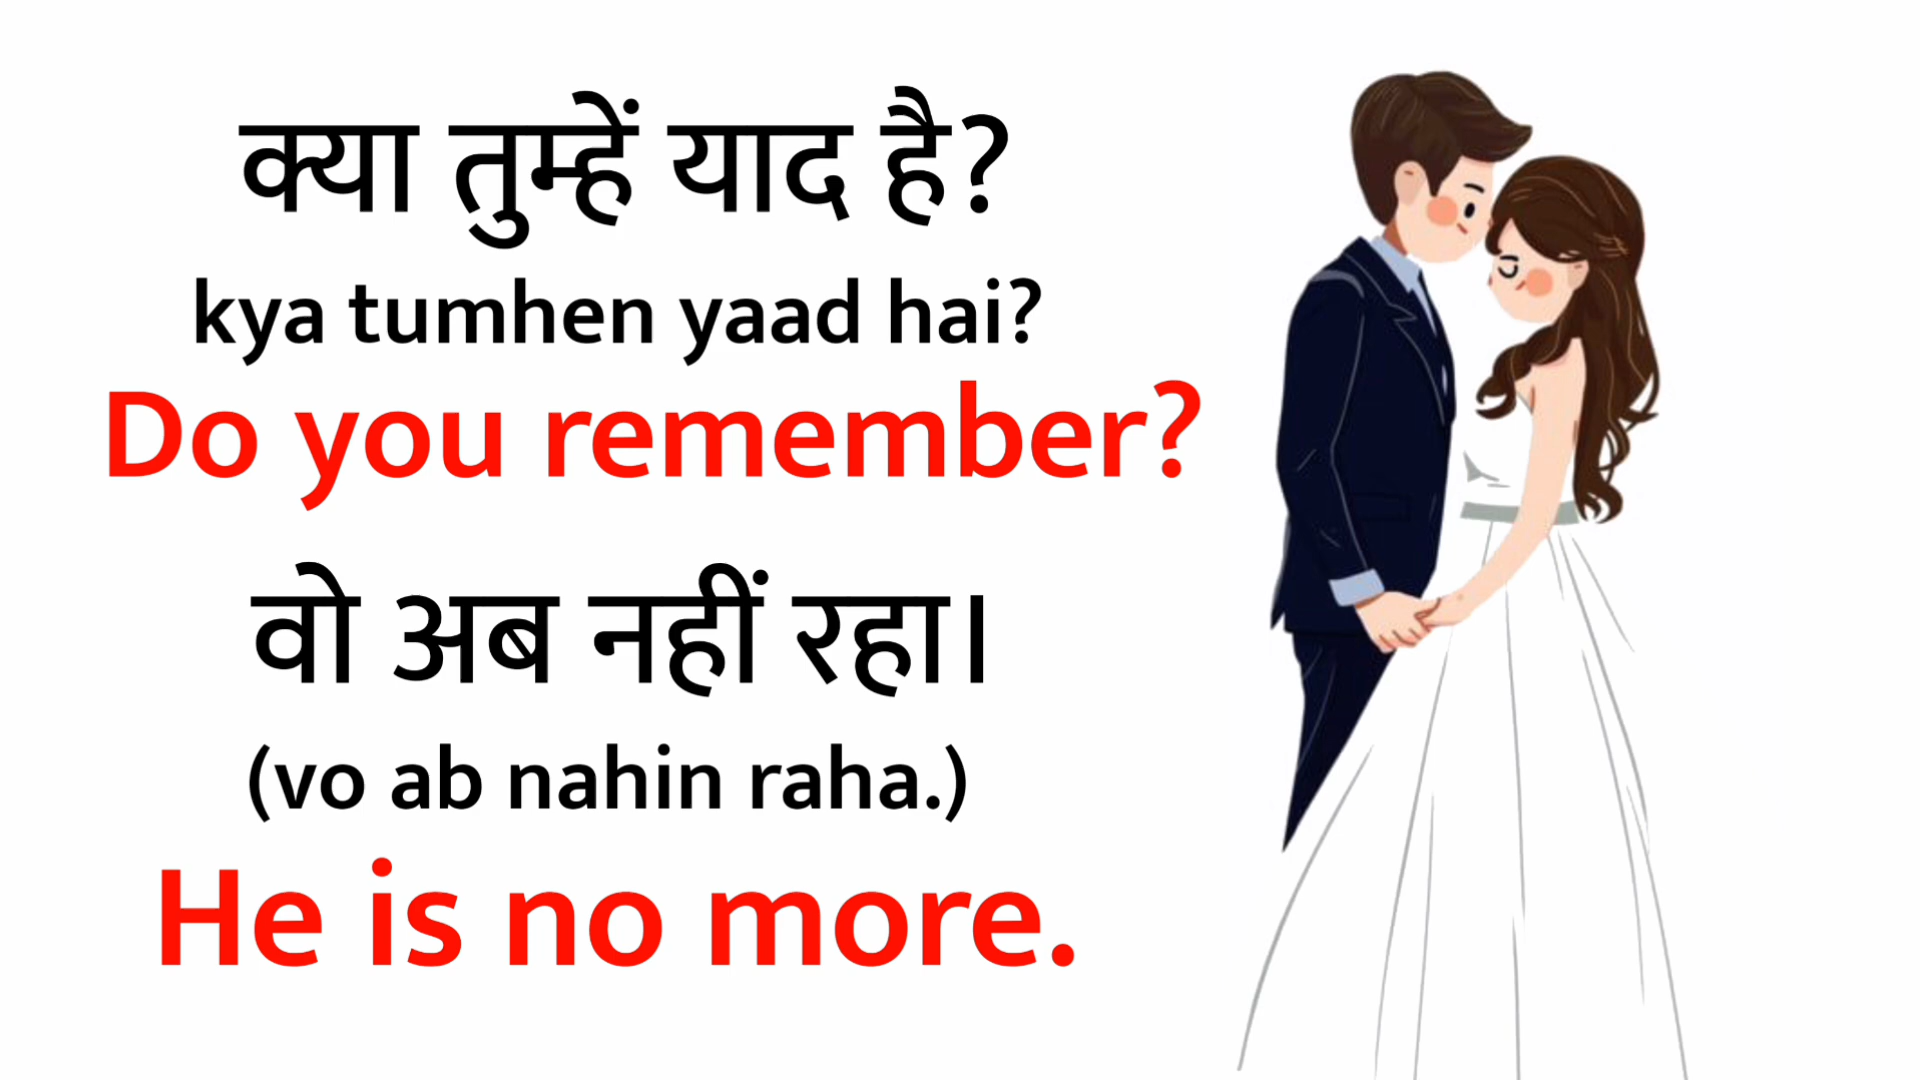 क्या तुम्हें याद है?
kya tumhen yaad hai?
Do you remember?
वो अब नहीं रहा।
(vo ab nahin raha.)
He is no more.